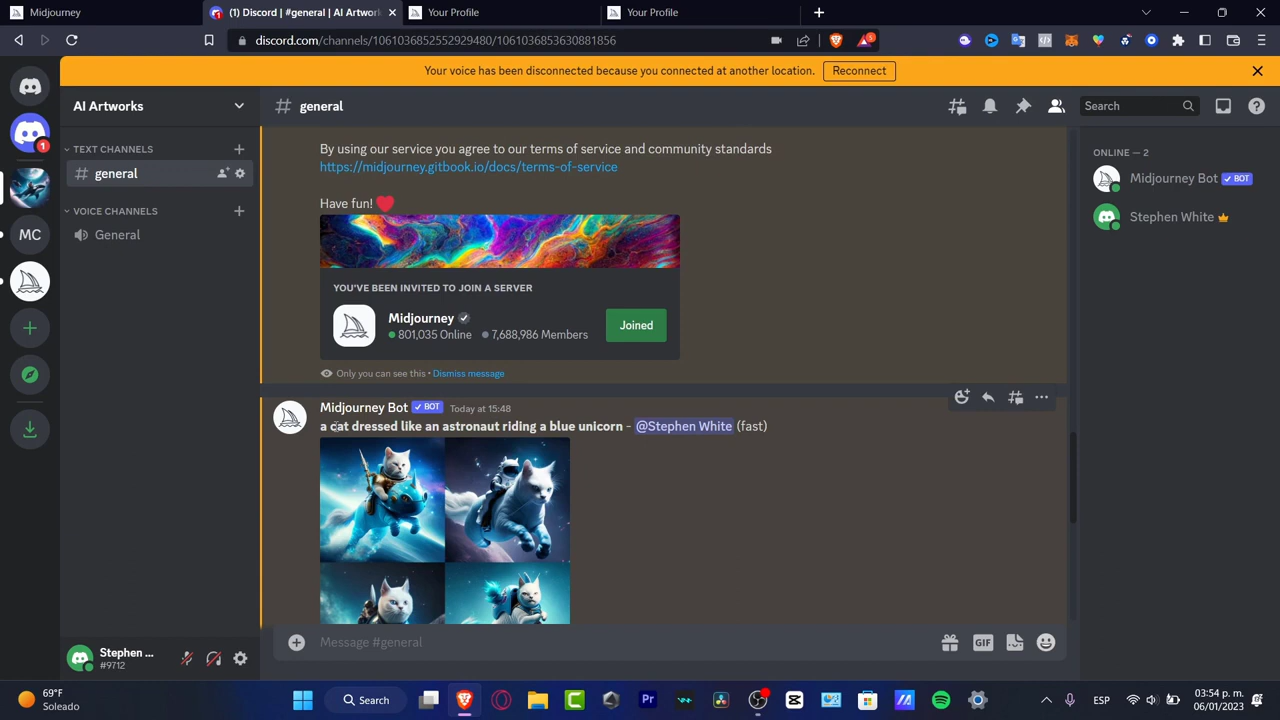 Midjourney
(1) Discord | #general | AI Artwork
Your Profile
Your Profile
discord.com/channels/1061036852552929480/1061036853630881856
Your voice has been disconnected because you connected at another location.
Reconnect
AI Artworks
# general
Search
TEXT CHANNELS
# general
VOICE CHANNELS
General
MC
1
By using our service you agree to our terms of service and community standards
https://midjourney.gitbook.io/docs/terms-of-service
Have fun!
YOU'VE BEEN INVITED TO JOIN A SERVER
Midjourney
801,035 Online 7,688,986 Members
Joined
Only you can see this • Dismiss message
Midjourney Bot ✓ BOT Today at 15:48
a cat dressed like an astronaut riding a blue unicorn - @Stephen White (fast)
Message #general
GIF
ONLINE — 2
Midjourney Bot ✓ BOT
Stephen White
Stephen ...
#9712
69°F
Soleado
Search
Pr
ESP
03:54 p. m.
06/01/2023